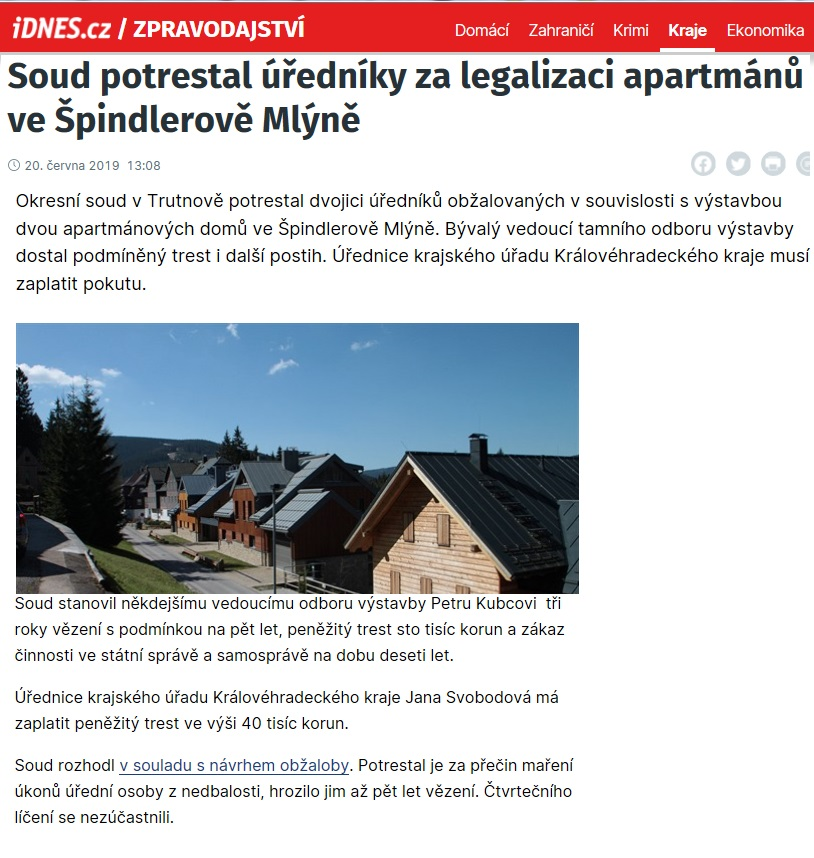 iDNES.cz / ZPRAVODAJSTVÍ Domácí Zahraničí Krimi Kraje Ekonomika
Soud potrestal úředníky za legalizaci apartmánů
ve Špindlerově Mlýně
20. června 2019 13:08
Okresní soud v Trutnově potrestal dvojici úředníků obžalovaných v souvislosti s výstavbou
dvou apartmánových domů ve Špindlerově Mlýně. Bývalý vedoucí tamního odboru výstavby
dostal podmíněný trest i další postih. Úřednice krajského úřadu Královéhradeckého kraje musí
zaplatit pokutu.
Soud stanovil někdejšímu vedoucímu odboru výstavby Petru Kubcovi tři
roky vězení s podmínkou na pět let, peněžitý trest sto tisíc korun a zákaz
činnosti ve státní správě a samosprávě na dobu deseti let.
Úřednice krajského úřadu Královéhradeckého kraje Jana Svobodová má
zaplatit peněžitý trest ve výši 40 tisíc korun.
Soud rozhodl v souladu s návrhem obžaloby. Potrestal je za přečin maření
úkonů úřední osoby z nedbalosti, hrozilo jim až pět let vězení. Čtvrtečního
líčení se nezúčastnili.